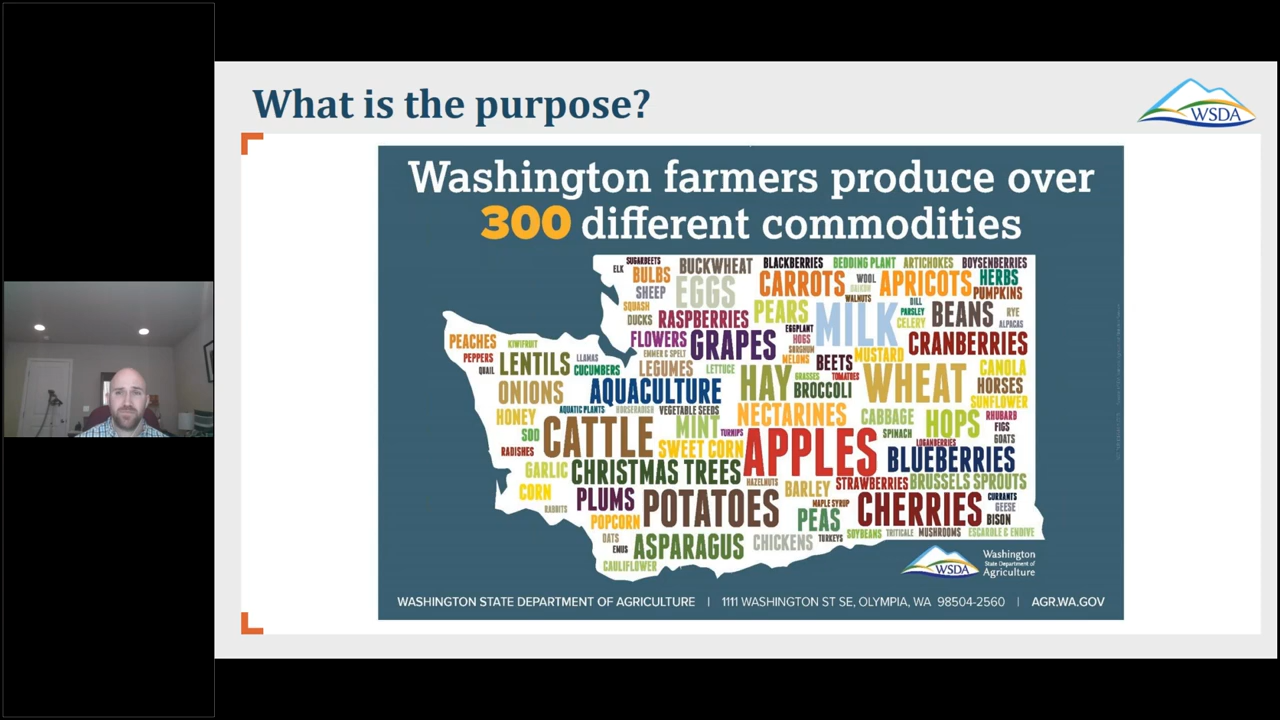 What is the purpose?
WSDA
Washington farmers produce over
300 different commodities
ELK
SUGARBEETS
BULBS
BUCKWHEAT
BLACKBERRIES
BEDDING PLANT
ARTICHOKES
BOYSENBERRIES
SHEEP
EGGS
CARROTS
WOOL
APRICOTS
HERBS
PUMPKINS
SQUASH
DUCKS
RASPBERRIES
PEARS
WALNUTS
MILK
DILL
PARSLEY
CELERY
BEANS
RYE
ALPACAS
PEACHES
KIWIFRUIT
FLOWERS
GRAPES
EGGPLANT
HOGS
SORGHUM
MELONS
CRANBERRIES
PEPPERS
QUAIL
LENTILS
LLAMAS
CUCUMBERS
EMMER & SPELT
LEGUMES
LETTUCE
BEETS
MUSTARD
CANOLA
ONIONS
AQUACULTURE
HAY
GRASSES
TOMATOES
BROCCOLI
WHEAT
HORSES
SUNFLOWER
HONEY
AQUATIC PLANTS
HORSERADISH
VEGETABLE SEEDS
NECTARINES
CABBAGE
HOPS
RHUBARB
FIGS
GOATS
SOD
CATTLE
MINT
TURNIPS
SPINACH
LOGANBERRIES
RADISHES
SWEET CORN
APPLES
BLUEBERRIES
GARLIC
CHRISTMAS TREES
HAZELNUTS
BARLEY
STRAWBERRIES
BRUSSELS SPROUTS
CORN
RABBITS
PLUMS
POTATOES
MAPLE SYRUP
CHERRIES
CURRANTS
GEESE
POPCORN
PEAS
BISON
OATS
EMUS
ASPARAGUS
CHICKENS
TURKEYS
SOYBEANS
TRITICALE
MUSHROOMS
ESCAROLE & ENDIVE
CAULIFLOWER
WSDA
Washington
State Department of
Agriculture
WASHINGTON STATE DEPARTMENT OF AGRICULTURE | 1111 WASHINGTON ST SE, OLYMPIA, WA 98504-2560 | AGR.WA.GOV